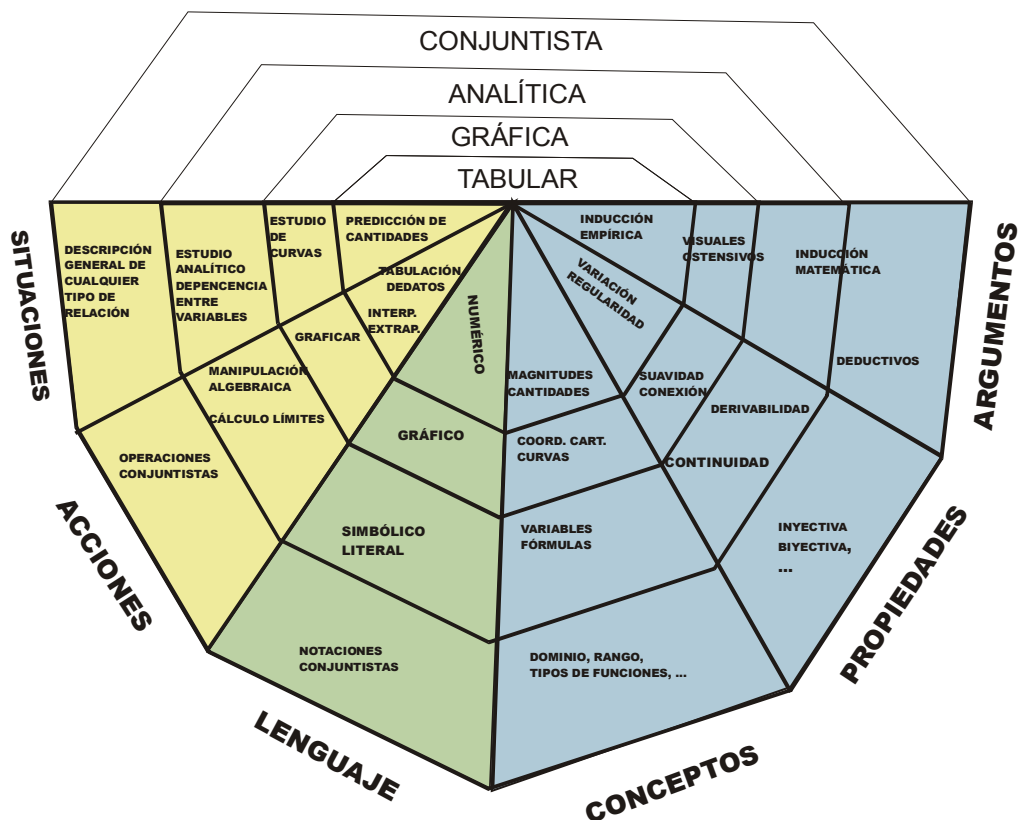 CONJUNTISTA
ANALÍTICA
GRÁFICA
TABULAR
SITUACIONES
DESCRIPCIÓN
GENERAL DE
CUALQUIER
TIPO DE
RELACIÓN
ESTUDIO
ANALÍTICO
DEPENCENCIA
ENTRE
VARIABLES
ESTUDIO
DE
CURVAS
PREDICCIÓN DE
CANTIDADES
ACCIONES
TABULACIÓN
DEDATOS
INTERP.
EXTRAP.
GRAFICAR
MANIPULACIÓN
ALGEBRAICA
CÁLCULO LÍMITES
OPERACIONES
CONJUNTISTAS
LENGUAJE
NUMÉRICO
GRÁFICO
SIMBÓLICO
LITERAL
NOTACIONES
CONJUNTISTAS
CONCEPTOS
MAGNITUDES
CANTIDADES
COORD. CART.
CURVAS
VARIABLES
FÓRMULAS
DOMINIO, RANGO,
TIPOS DE FUNCIONES, ...
PROPIEDADES
VARIACIÓN
REGULARIDAD
SUAVIDAD
CONEXIÓN
DERIVABILIDAD
CONTINUIDAD
INYECTIVA
BIYECTIVA,
...
ARGUMENTOS
INDUCCIÓN
EMPÍRICA
VISUALES
OSTENSIVOS
INDUCCIÓN
MATEMÁTICA
DEDUCTIVOS